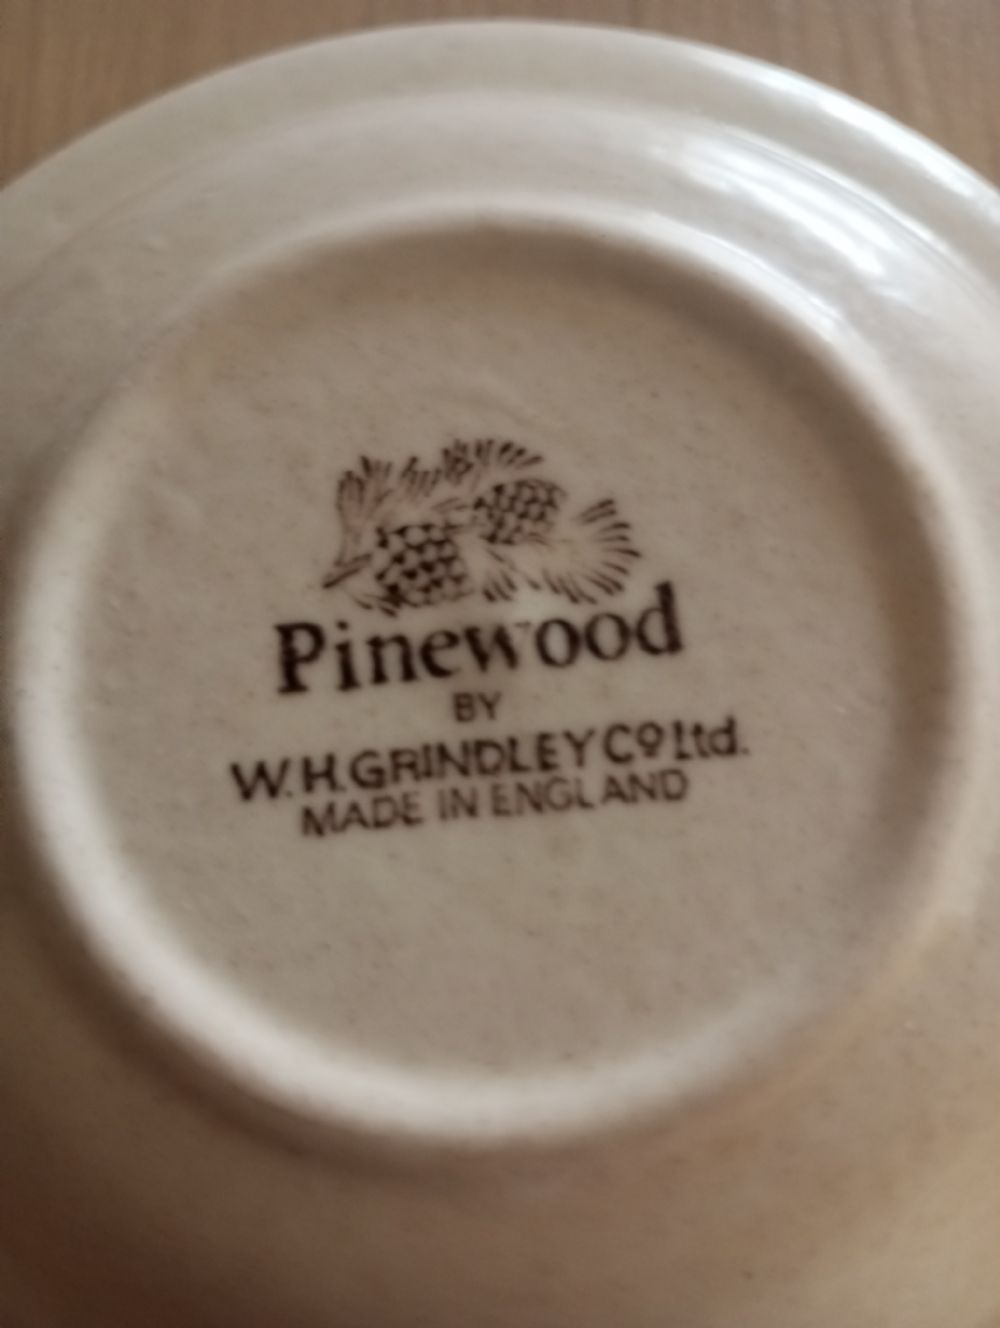 Pinewood
BY
W.H.GRINDLEY Co Ltd.
MADE IN ENGLAND